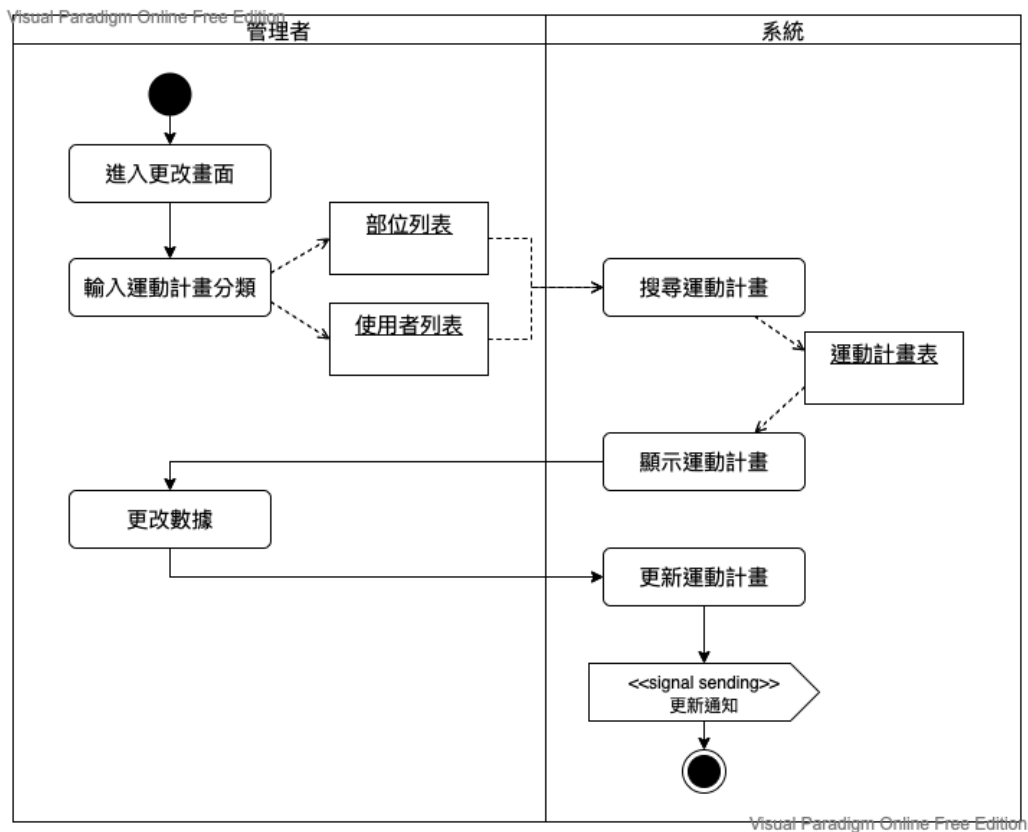 Visual Paradigm Online Free Edition
管理者
系統
進入更改畫面
部位列表
輸入運動計畫分類
搜尋運動計畫
使用者列表
運動計畫表
顯示運動計畫
更改數據
更新運動計畫
<<signal sending>>
更新通知
Visual Paradigm Online Free Edition